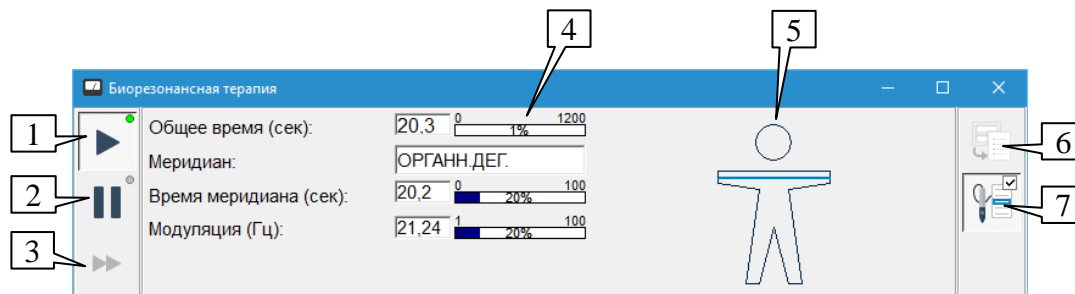 4 5
Биорезонансная терапия
1 Общее время (сек): 20,3 0 1200 1% 6
Меридиан: ОРГАНН.ДЕГ.
2 Время меридиана (сек): 20,2 0 100 20% 7
Модуляция (Гц): 21,24 1 100 20%
3